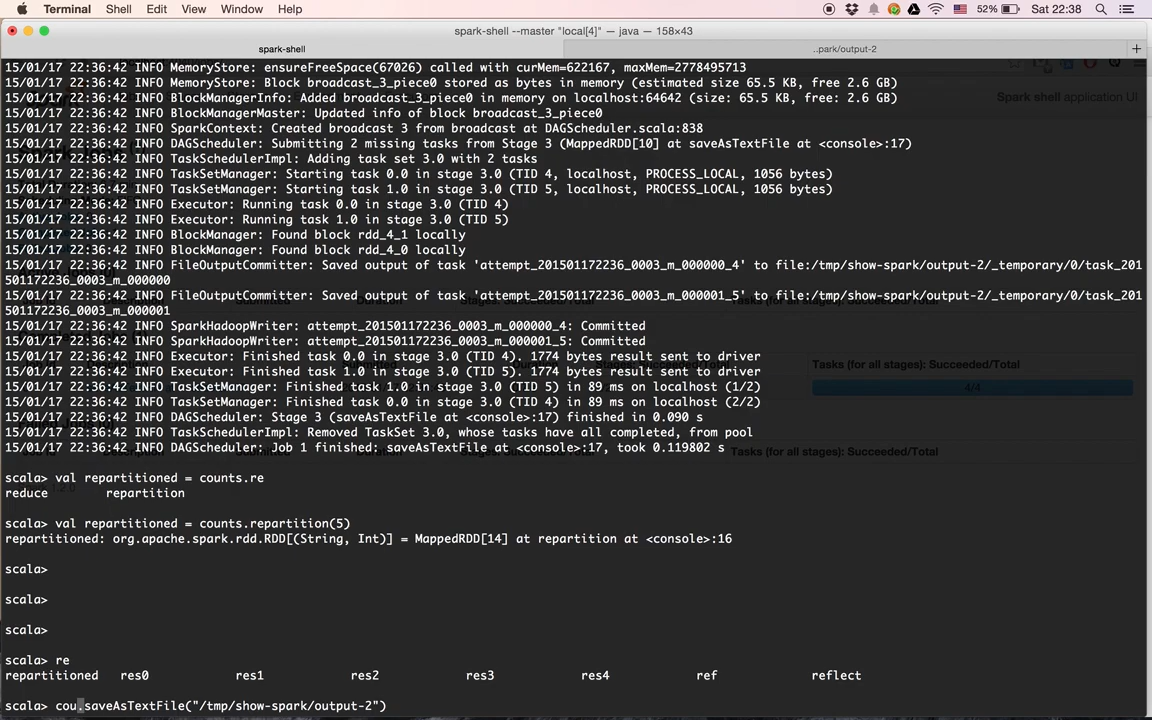 Terminal Shell Edit View Window Help 52% Sat 22:38
spark-shell --master "local[4]" — java — 158×43
spark-shell ..park/output-2 +
15/01/17 22:36:42 INFO MemoryStore: ensureFreeSpace(67026) called with curMem=622167, maxMem=2778495713
15/01/17 22:36:42 INFO MemoryStore: Block broadcast_3_piece0 stored as bytes in memory (estimated size 65.5 KB, free 2.6 GB)
15/01/17 22:36:42 INFO BlockManagerInfo: Added broadcast_3_piece0 in memory on localhost:64642 (size: 65.5 KB, free: 2.6 GB)
Spark shell application UI
15/01/17 22:36:42 INFO BlockManagerMaster: Updated info of block broadcast_3_piece0
15/01/17 22:36:42 INFO SparkContext: Created broadcast 3 from broadcast at DAGScheduler.scala:838
15/01/17 22:36:42 INFO DAGScheduler: Submitting 2 missing tasks from Stage 3 (MappedRDD[10] at saveAsTextFile at <console>:17)
15/01/17 22:36:42 INFO TaskSchedulerImpl: Adding task set 3.0 with 2 tasks
15/01/17 22:36:42 INFO TaskSetManager: Starting task 0.0 in stage 3.0 (TID 4, localhost, PROCESS_LOCAL, 1056 bytes)
15/01/17 22:36:42 INFO TaskSetManager: Starting task 1.0 in stage 3.0 (TID 5, localhost, PROCESS_LOCAL, 1056 bytes)
15/01/17 22:36:42 INFO Executor: Running task 0.0 in stage 3.0 (TID 4)
15/01/17 22:36:42 INFO Executor: Running task 1.0 in stage 3.0 (TID 5)
15/01/17 22:36:42 INFO BlockManager: Found block rdd_4_1 locally
15/01/17 22:36:42 INFO BlockManager: Found block rdd_4_0 locally
15/01/17 22:36:42 INFO FileOutputCommitter: Saved output of task 'attempt_201501172236_0003_m_000000_4' to file:/tmp/show-spark/output-2/_temporary/0/task_201
501172236_0003_m_000000
15/01/17 22:36:42 INFO FileOutputCommitter: Saved output of task 'attempt_201501172236_0003_m_000001_5' to file:/tmp/show-spark/output-2/_temporary/0/task_201
501172236_0003_m_000001
15/01/17 22:36:42 INFO SparkHadoopWriter: attempt_201501172236_0003_m_000000_4: Committed
15/01/17 22:36:42 INFO SparkHadoopWriter: attempt_201501172236_0003_m_000001_5: Committed
15/01/17 22:36:42 INFO Executor: Finished task 0.0 in stage 3.0 (TID 4). 1774 bytes result sent to driver
15/01/17 22:36:42 INFO Executor: Finished task 1.0 in stage 3.0 (TID 5). 1774 bytes result sent to driver
Tasks (for all stages): Succeeded/Total
15/01/17 22:36:42 INFO TaskSetManager: Finished task 1.0 in stage 3.0 (TID 5) in 89 ms on localhost (1/2)
4/4
15/01/17 22:36:42 INFO TaskSetManager: Finished task 0.0 in stage 3.0 (TID 4) in 89 ms on localhost (2/2)
15/01/17 22:36:42 INFO DAGScheduler: Stage 3 (saveAsTextFile at <console>:17) finished in 0.090 s
15/01/17 22:36:42 INFO TaskSchedulerImpl: Removed TaskSet 3.0, whose tasks have all completed, from pool
15/01/17 22:36:42 INFO DAGScheduler: Job 1 finished: saveAsTextFile at <console>:17, took 0.119802 s
Tasks (for all stages): Succeeded/Total
scala> val repartitioned = counts.re
reduce repartition
scala> val repartitioned = counts.repartition(5)
repartitioned: org.apache.spark.rdd.RDD[(String, Int)] = MappedRDD[14] at repartition at <console>:16
scala>
scala>
scala>
scala> re
repartitioned res0 res1 res2 res3 res4 ref reflect
scala> cou.saveAsTextFile("/tmp/show-spark/output-2")